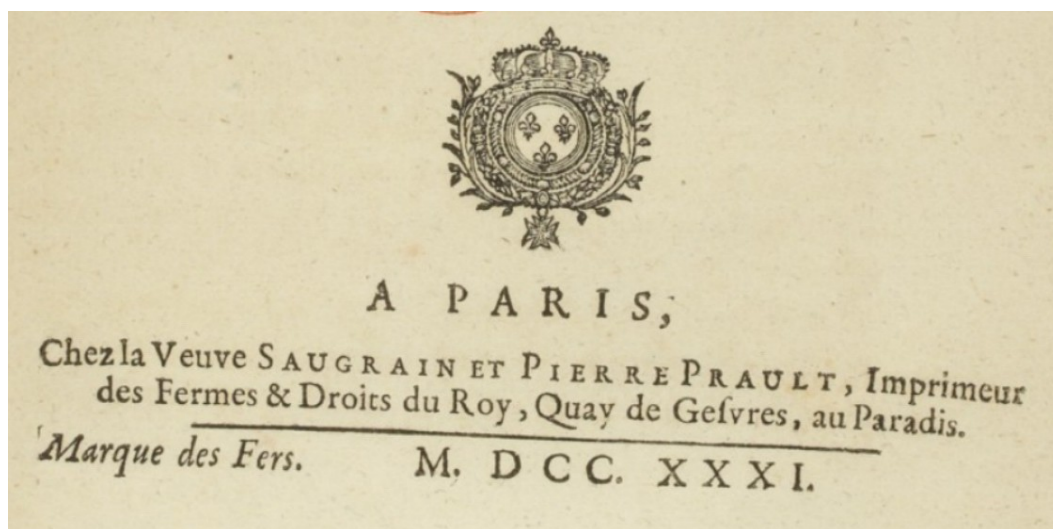 A PARIS,
Chez la Veuve SAUGRAIN ET PIERRE PRAULT, Imprimeur
des Fermes & Droits du Roy, Quay de Geſvres, au Paradis.
Marque des Fers. M. DCC. XXXI.